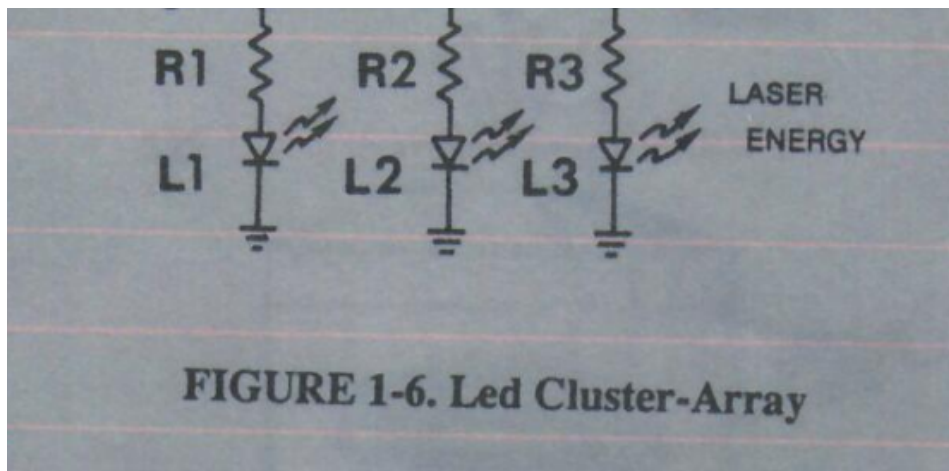 R1 R2 R3 LASER
ENERGY
L1 L2 L3
FIGURE 1-6. Led Cluster-Array